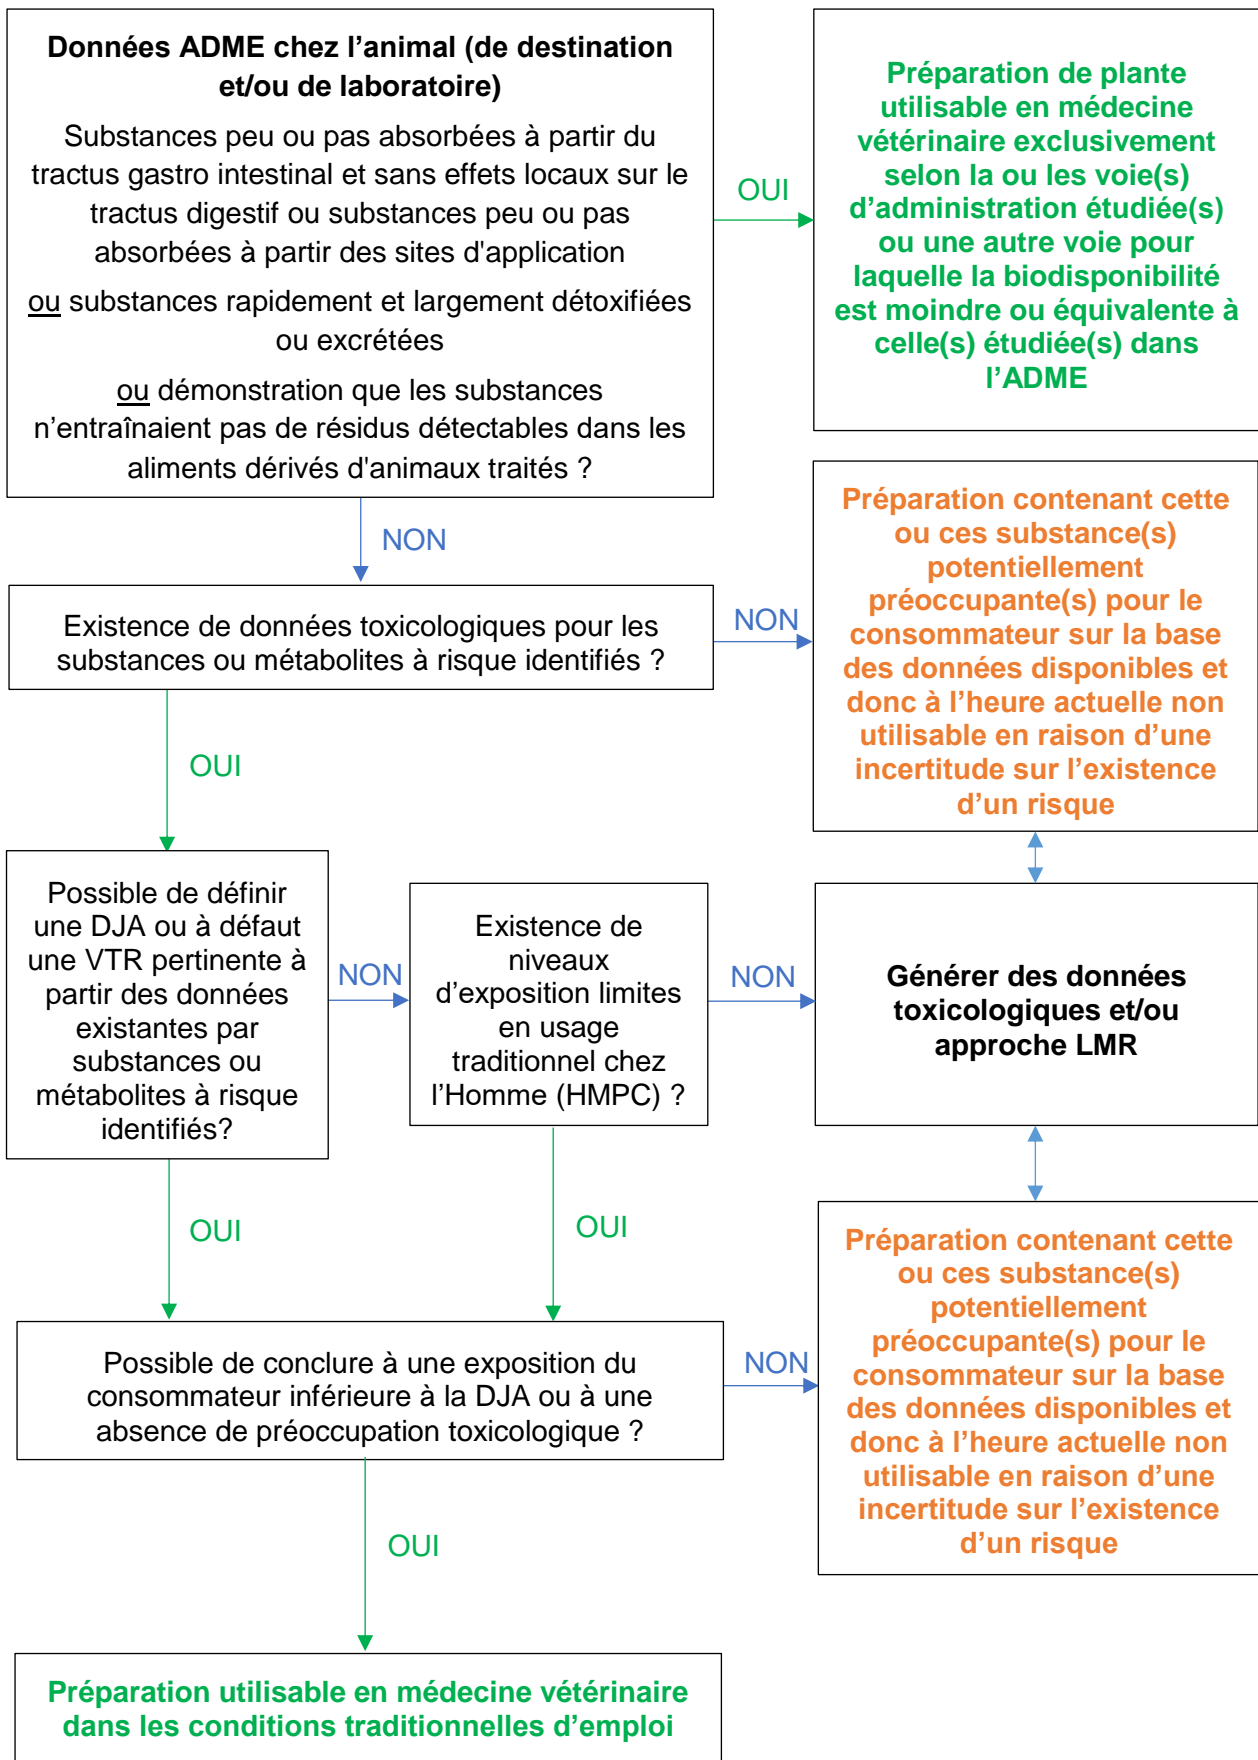 Données ADME chez l’animal (de destination
et/ou de laboratoire)
Substances peu ou pas absorbées à partir du
tractus gastro intestinal et sans effets locaux sur le
tractus digestif ou substances peu ou pas
absorbées à partir des sites d'application
ou substances rapidement et largement détoxifiées
ou excrétées
ou démonstration que les substances
n’entraînaient pas de résidus détectables dans les
aliments dérivés d'animaux traités ?
OUI
Préparation de plante
utilisable en médecine
vétérinaire exclusivement
selon la ou les voie(s)
d’administration étudiée(s)
ou une autre voie pour
laquelle la biodisponibilité
est moindre ou équivalente à
celle(s) étudiée(s) dans
l’ADME
NON
Existence de données toxicologiques pour les
substances ou métabolites à risque identifiés ?
NON
Préparation contenant cette
ou ces substance(s)
potentiellement
préoccupante(s) pour le
consommateur sur la base
des données disponibles et
donc à l’heure actuelle non
utilisable en raison d’une
incertitude sur l’existence
d’un risque
OUI
Possible de définir
une DJA ou à défaut
une VTR pertinente à
partir des données
existantes par
substances ou
métabolites à risque
identifiés?
NON
Existence de
niveaux
d’exposition limites
en usage
traditionnel chez
l’Homme (HMPC) ?
NON
Générer des données
toxicologiques et/ou
approche LMR
OUI
OUI
Possible de conclure à une exposition du
consommateur inférieure à la DJA ou à une
absence de préoccupation toxicologique ?
NON
Préparation contenant cette
ou ces substance(s)
potentiellement
préoccupante(s) pour le
consommateur sur la base
des données disponibles et
donc à l’heure actuelle non
utilisable en raison d’une
incertitude sur l’existence
d’un risque
OUI
Préparation utilisable en médecine vétérinaire
dans les conditions traditionnelles d’emploi